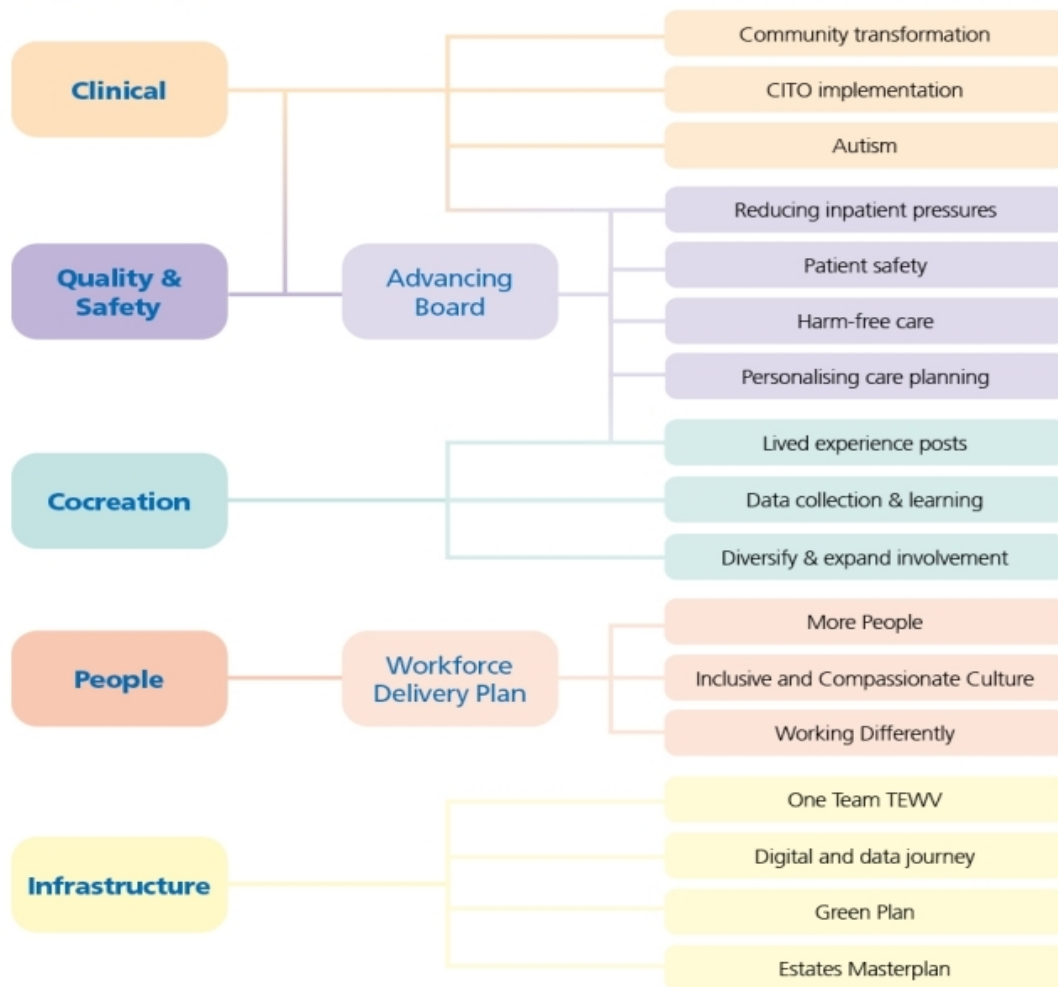 Clinical
Community transformation
CITO implementation
Autism
Quality &
Safety
Advancing
Board
Reducing inpatient pressures
Patient safety
Harm-free care
Personalising care planning
Cocreation
Lived experience posts
Data collection & learning
Diversify & expand involvement
People
Workforce
Delivery Plan
More People
Inclusive and Compassionate Culture
Working Differently
Infrastructure
One Team TEWV
Digital and data journey
Green Plan
Estates Masterplan